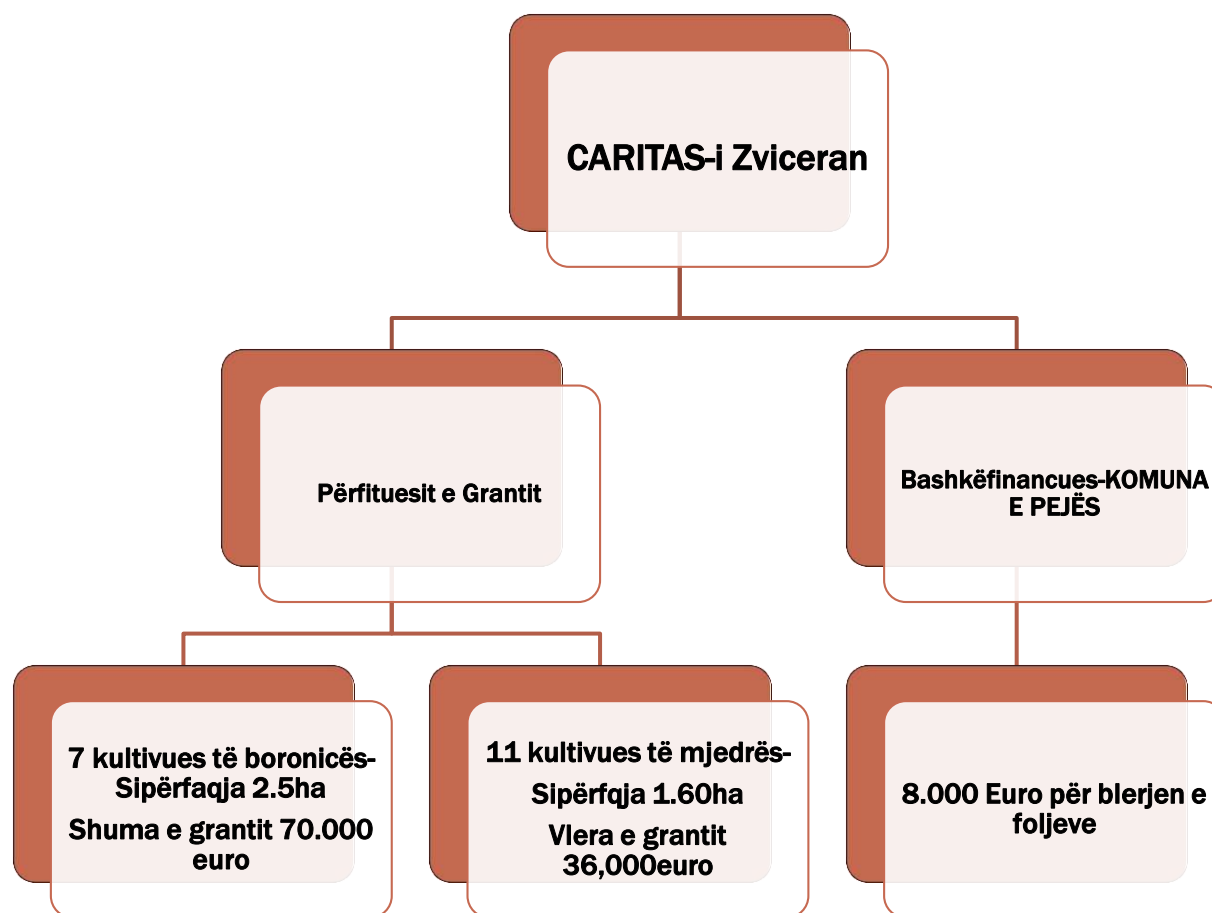 CARITAS-i Zviceran
Përfituesit e Grantit
Bashkëfinancues-KOMUNA
E PEJËS
7 kultivues të boronicës-
Sipërfaqja 2.5ha
Shuma e grantit 70.000
euro
11 kultivues të mjedrës-
Sipërfqja 1.60ha
Vlera e grantit
36,000euro
8.000 Euro për blerjen e
foljeve